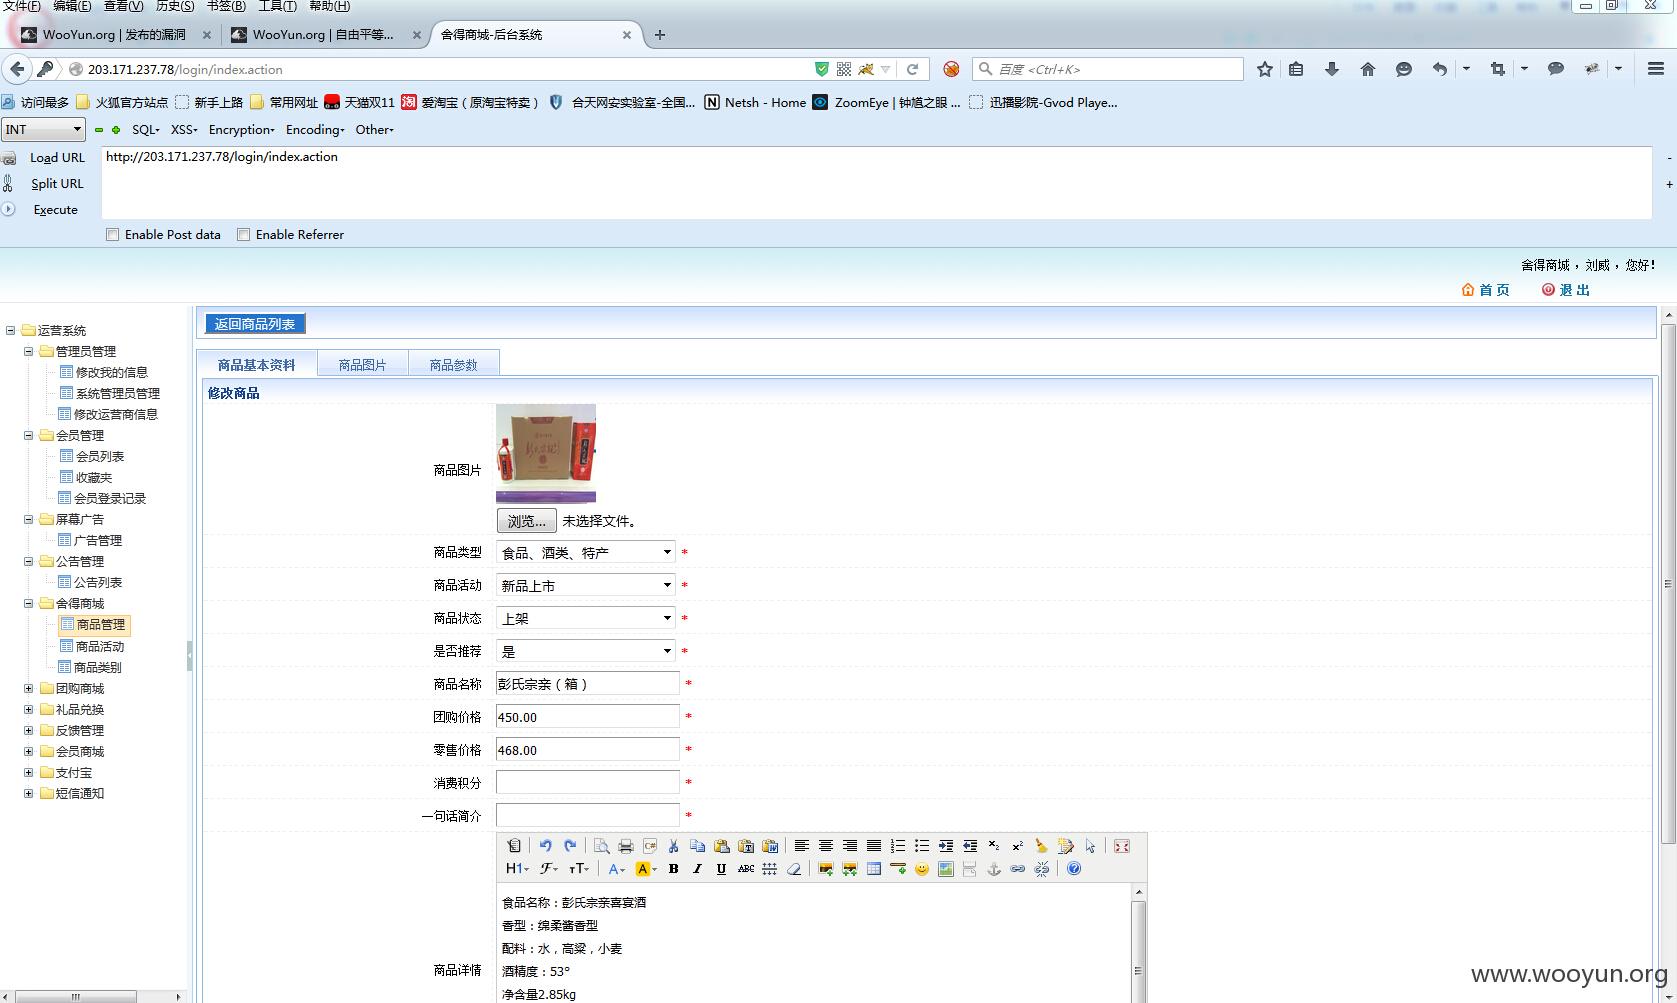 文件(F) 编辑(E) 查看(V) 历史(S) 书签(B) 工具(T) 帮助(H)
WooYun.org | 发布的漏洞 WooYun.org | 自由平等... 舍得商城-后台系统
203.171.237.78/login/index.action 百度 <Ctrl+K>
访问最多 火狐官方站点 新手上路 常用网址 天猫双11 淘 爱淘宝（原淘宝特卖） 合天网安实验室-全国... N Netsh - Home ZoomEye | 钟馗之眼 ... 迅播影院-Gvod Playe...
INT SQL XSS Encryption Encoding Other
Load URL http://203.171.237.78/login/index.action
Split URL
Execute
Enable Post data Enable Referrer
舍得商城，刘威，您好！
首 页 退 出
运营系统
管理员管理
修改我的信息
系统管理员管理
修改运营商信息
会员管理
会员列表
收藏夹
会员登录记录
屏幕广告
广告管理
公告管理
公告列表
舍得商城
商品管理
商品活动
商品类别
团购商城
礼品兑换
反馈管理
会员商城
支付宝
短信通知
返回商品列表
商品基本资料 商品图片 商品参数
修改商品
商品图片
浏览... 未选择文件。
商品类型 食品、酒类、特产 *
商品活动 新品上市 *
商品状态 上架 *
是否推荐 是 *
商品名称 彭氏宗亲（箱） *
团购价格 450.00 *
零售价格 468.00 *
消费积分 *
一句话简介 *
商品详情
食品名称：彭氏宗亲喜宴酒
香型：绵柔酱香型
配料：水，高粱，小麦
酒精度：53°
净含量2.85kg
www.wooyun.org